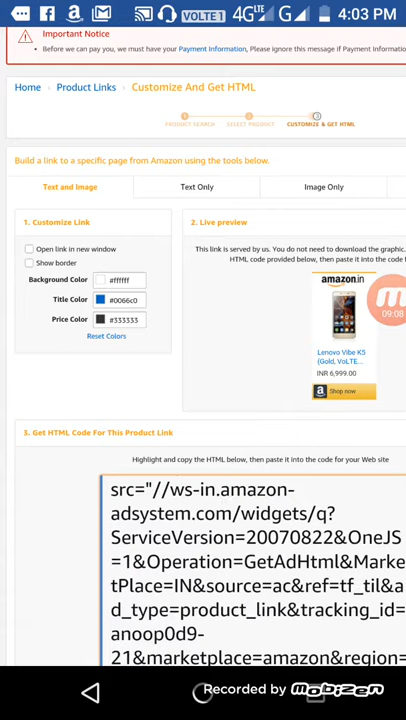 VOLTE 1 4G LTE G 4:03 PM
Important Notice
Before we can pay you, we must have your Payment Information, Please ignore this message if Payment Informatio
Home › Product Links › Customize And Get HTML
1 2 3
PRODUCT SEARCH SELECT PRODUCT CUSTOMIZE & GET HTML
Build a link to a specific page from Amazon using the tools below.
Text and Image Text Only Image Only
1. Customize Link 2. Live preview
Open link in new window This link is served by us. You do not need to download the graphic.
Show border HTML code provided below, then paste it into the code f
Background Color #ffffff
amazon.in
Title Color #0066c0
09:08
Price Color #333333
Reset Colors
Lenovo Vibe K5
(Gold, VoLTE...
INR 6,999.00
Shop now
3. Get HTML Code For This Product Link
Highlight and copy the HTML below, then paste it into the code for your Web site
src="//ws-in.amazon-
adsystem.com/widgets/q?
ServiceVersion=20070822&OneJS
=1&Operation=GetAdHtml&Marke
tPlace=IN&source=ac&ref=tf_til&a
d_type=product_link&tracking_id=
anoop0d9-
21&marketplace=amazon&region=
Recorded by MOBIZEN